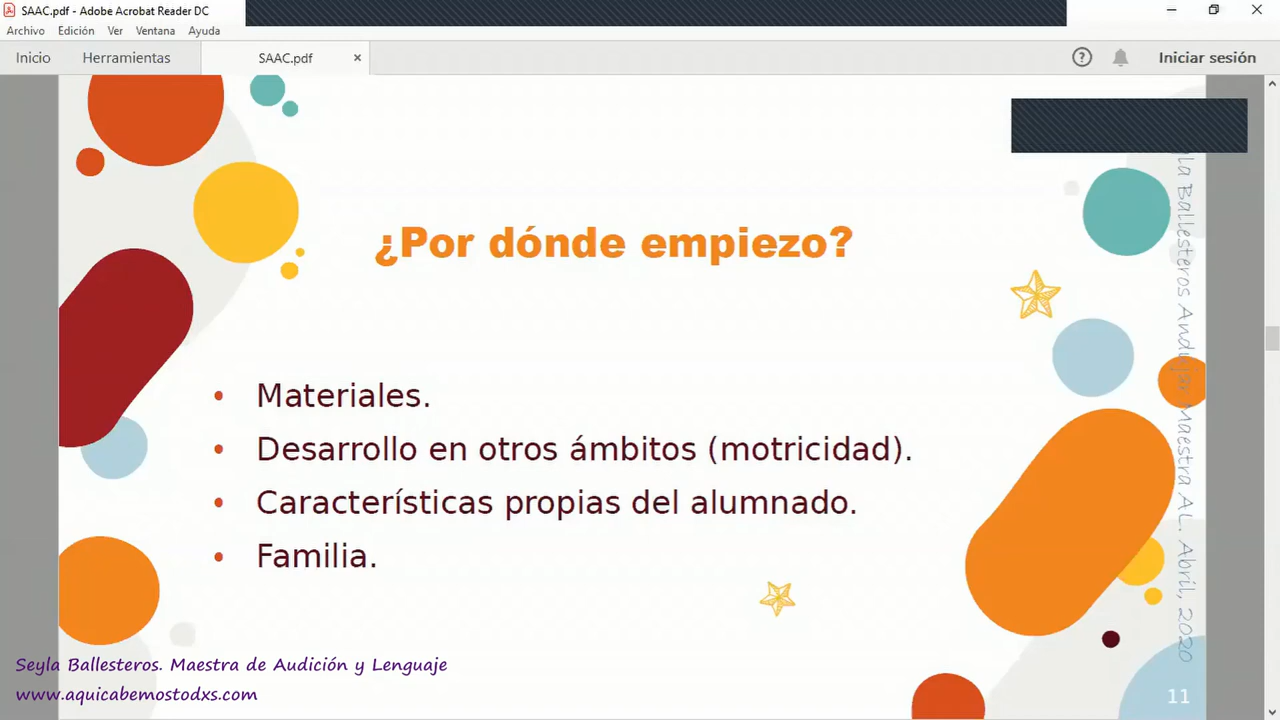 SAAC.pdf - Adobe Acrobat Reader DC
Archivo Edición Ver Ventana Ayuda
Inicio Herramientas SAAC.pdf × ? Iniciar sesión
¿Por dónde empiezo?
• Materiales.
• Desarrollo en otros ámbitos (motricidad).
• Características propias del alumnado.
• Familia.
Ballesteros Andujar Maestra AL. Abril, 2020
Seyla Ballesteros. Maestra de Audición y Lenguaje
www.aquicabemostodxs.com
11